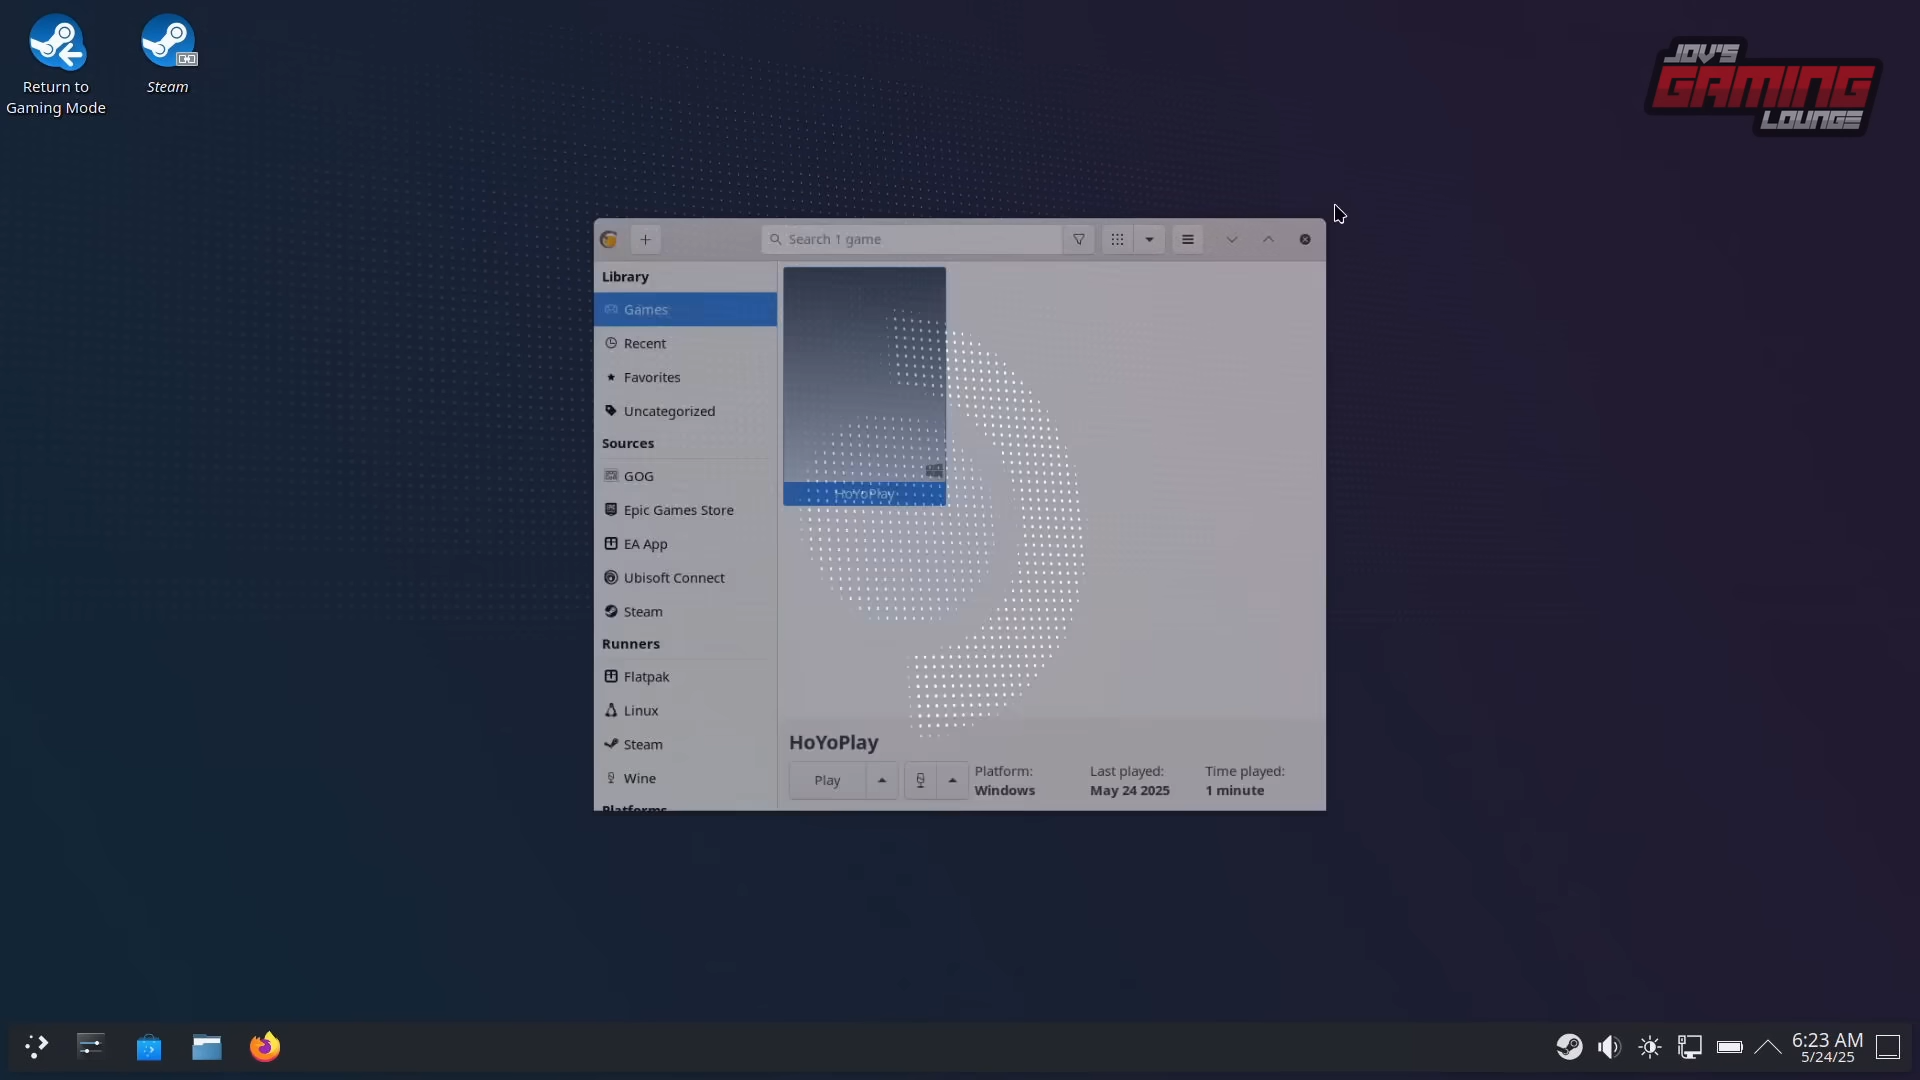 Return to
Gaming Mode
Steam
JOV'S
GAMING
LOUNGE
Search 1 game
Library
Games
Recent
Favorites
Uncategorized
Sources
GOG
Epic Games Store
EA App
Ubisoft Connect
Steam
Runners
Flatpak
Linux
Steam
Wine
Platforms
HoYoPlay
HoYoPlay
Play
Platform:
Windows
Last played:
May 24 2025
Time played:
1 minute
6:23 AM
5/24/25